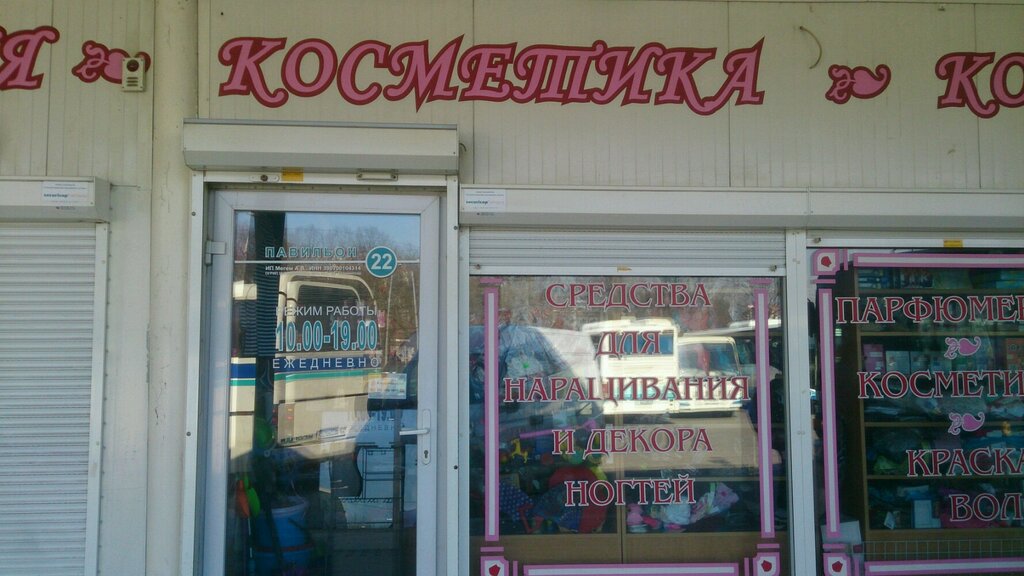 Я КОСМЕТИКА КО
ПАВИЛЬОН 22
РЕЖИМ РАБОТЫ
10.00-19.00
ЕЖЕДНЕВНО
СРЕДСТВА
ДЛЯ
НАРАЩИВАНИЯ
И ДЕКОРА
НОГТЕЙ
ПАРФЮМЕ
КОСМЕТИ
КРАСКА
ВОЛ